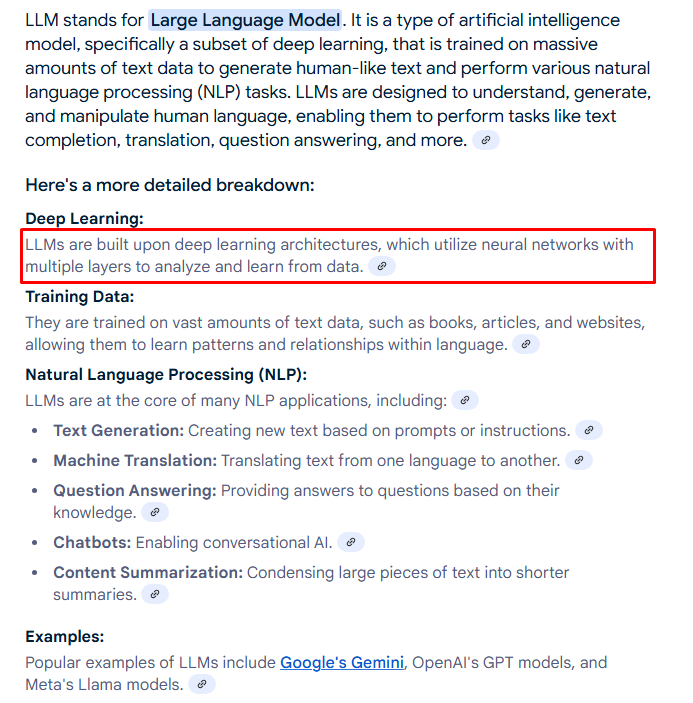 LLM stands for Large Language Model. It is a type of artificial intelligence
model, specifically a subset of deep learning, that is trained on massive
amounts of text data to generate human-like text and perform various natural
language processing (NLP) tasks. LLMs are designed to understand, generate,
and manipulate human language, enabling them to perform tasks like text
completion, translation, question answering, and more.
Here's a more detailed breakdown:
Deep Learning:
LLMs are built upon deep learning architectures, which utilize neural networks with
multiple layers to analyze and learn from data.
Training Data:
They are trained on vast amounts of text data, such as books, articles, and websites,
allowing them to learn patterns and relationships within language.
Natural Language Processing (NLP):
LLMs are at the core of many NLP applications, including:
• Text Generation: Creating new text based on prompts or instructions.
• Machine Translation: Translating text from one language to another.
• Question Answering: Providing answers to questions based on their
knowledge.
• Chatbots: Enabling conversational AI.
• Content Summarization: Condensing large pieces of text into shorter
summaries.
Examples:
Popular examples of LLMs include Google's Gemini, OpenAI's GPT models, and
Meta's Llama models.